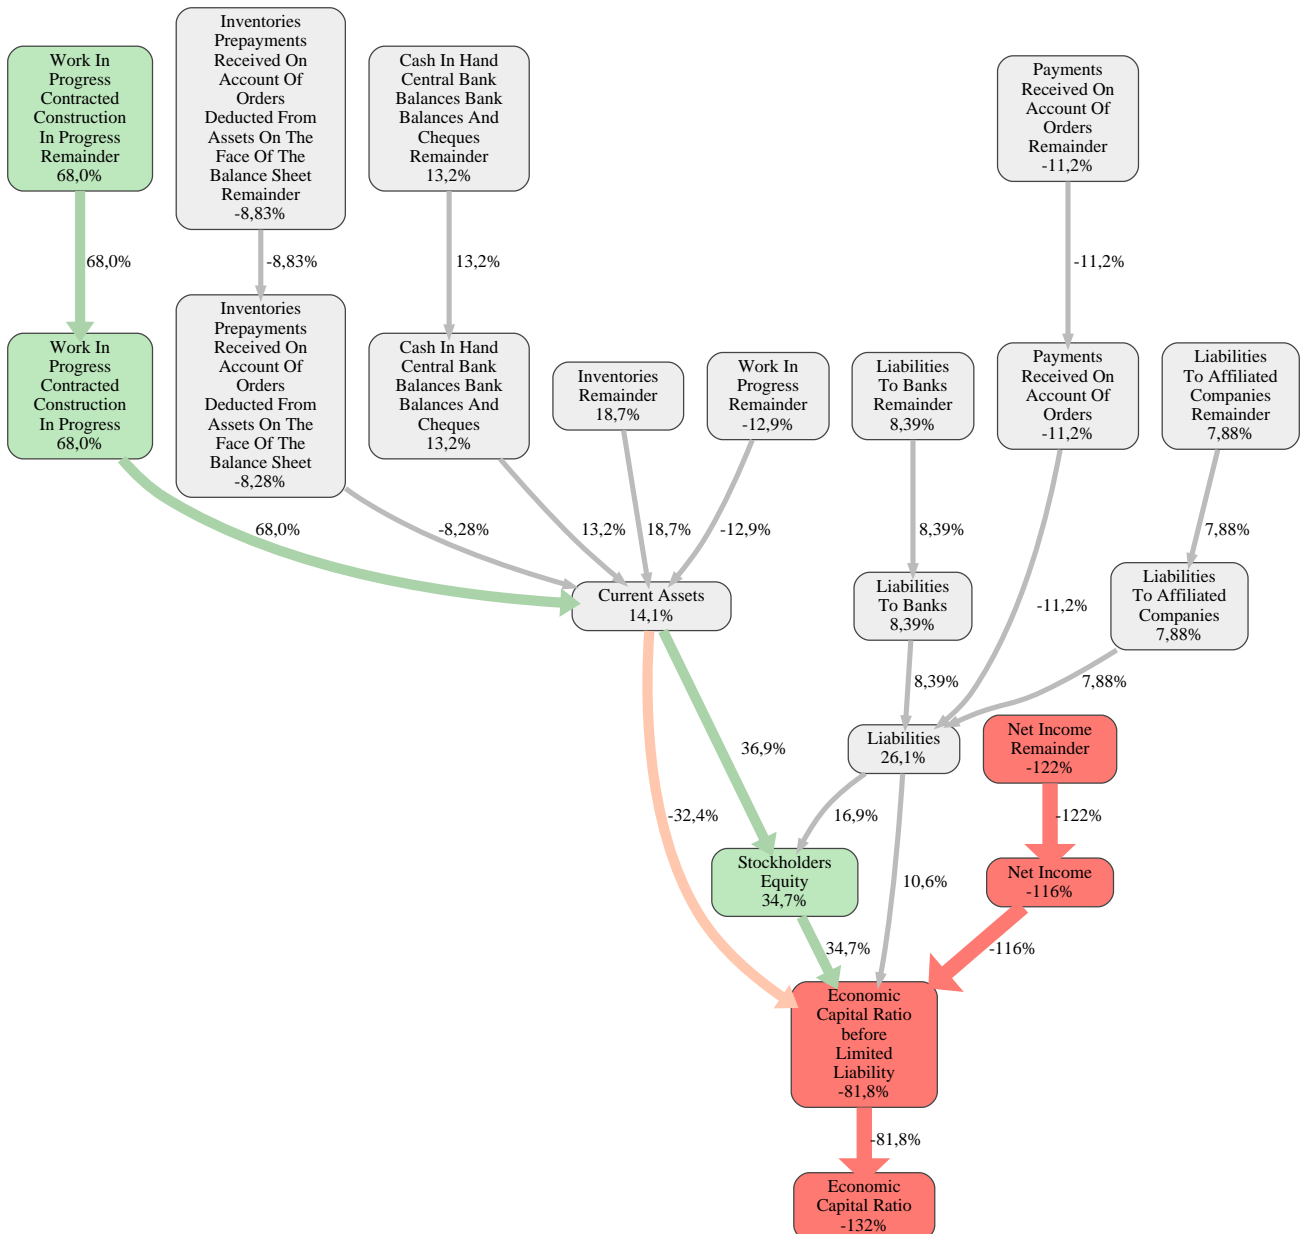 Work In
Progress
Contracted
Construction
In Progress
Remainder
68,0%
Inventories
Prepayments
Received On
Account Of
Orders
Deducted From
Assets On The
Face Of The
Balance Sheet
Remainder
-8,83%
Cash In Hand
Central Bank
Balances Bank
Balances And
Cheques
Remainder
13,2%
Payments
Received On
Account Of
Orders
Remainder
-11,2%
68,0%
-8,83%
13,2%
-11,2%
Work In
Progress
Contracted
Construction
In Progress
68,0%
Inventories
Prepayments
Received On
Account Of
Orders
Deducted From
Assets On The
Face Of The
Balance Sheet
-8,28%
Cash In Hand
Central Bank
Balances Bank
Balances And
Cheques
13,2%
Inventories
Remainder
18,7%
Work In
Progress
Remainder
-12,9%
Liabilities
To Banks
Remainder
8,39%
Payments
Received On
Account Of
Orders
-11,2%
Liabilities
To Affiliated
Companies
Remainder
7,88%
68,0%
-8,28%
13,2%
18,7%
-12,9%
8,39%
7,88%
Current Assets
14,1%
Liabilities
To Banks
8,39%
-11,2%
Liabilities
To Affiliated
Companies
7,88%
8,39%
7,88%
36,9%
Liabilities
26,1%
Net Income
Remainder
-122%
-32,4%
16,9%
-122%
Stockholders
Equity
34,7%
10,6%
Net Income
-116%
34,7%
-116%
Economic
Capital Ratio
before
Limited
Liability
-81,8%
-81,8%
Economic
Capital Ratio
-132%